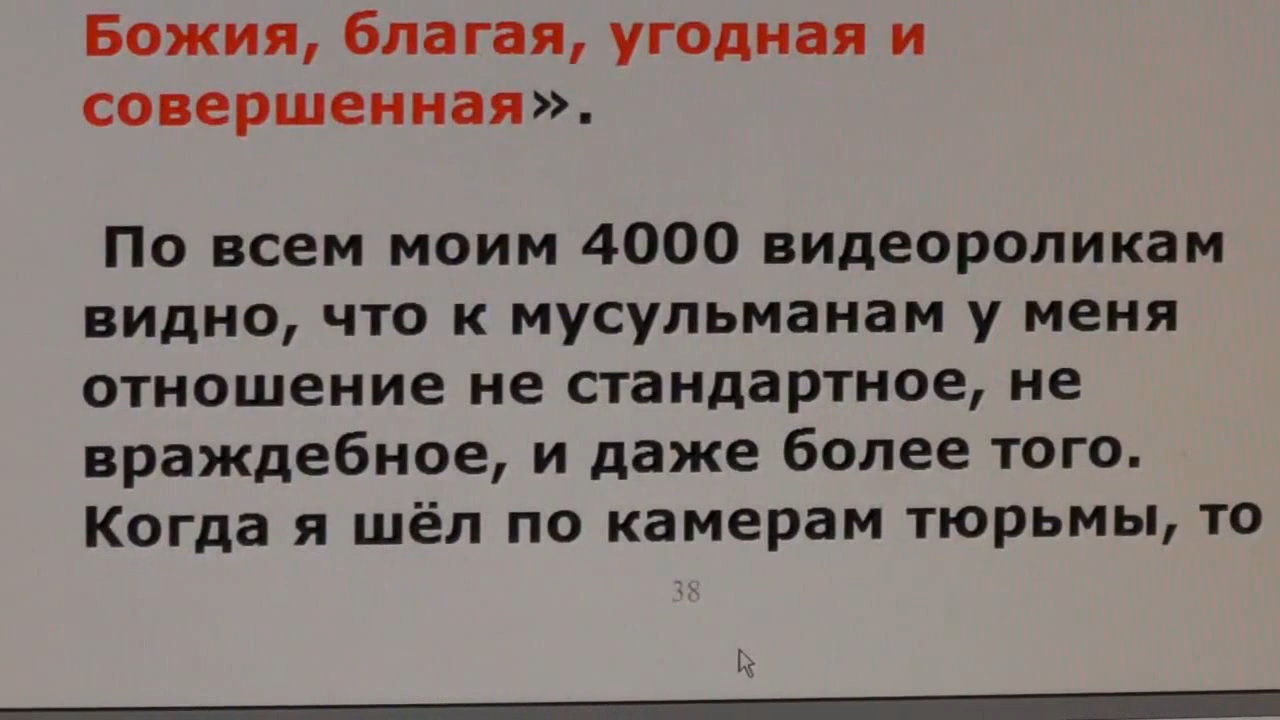 Божия, благая, угодная и
совершенная».
По всем моим 4000 видеороликам
видно, что к мусульманам у меня
отношение не стандартное, не
враждебное, и даже более того.
Когда я шёл по камерам тюрьмы, то
38